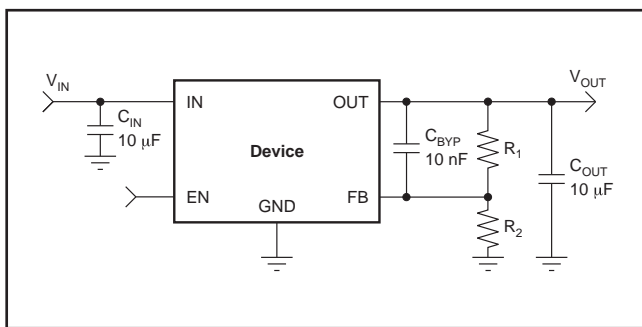 V_IN
IN
C_IN
10 μF
EN
Device
GND
OUT
FB
C_BYP
10 nF
R_1
R_2
V_OUT
C_OUT
10 μF